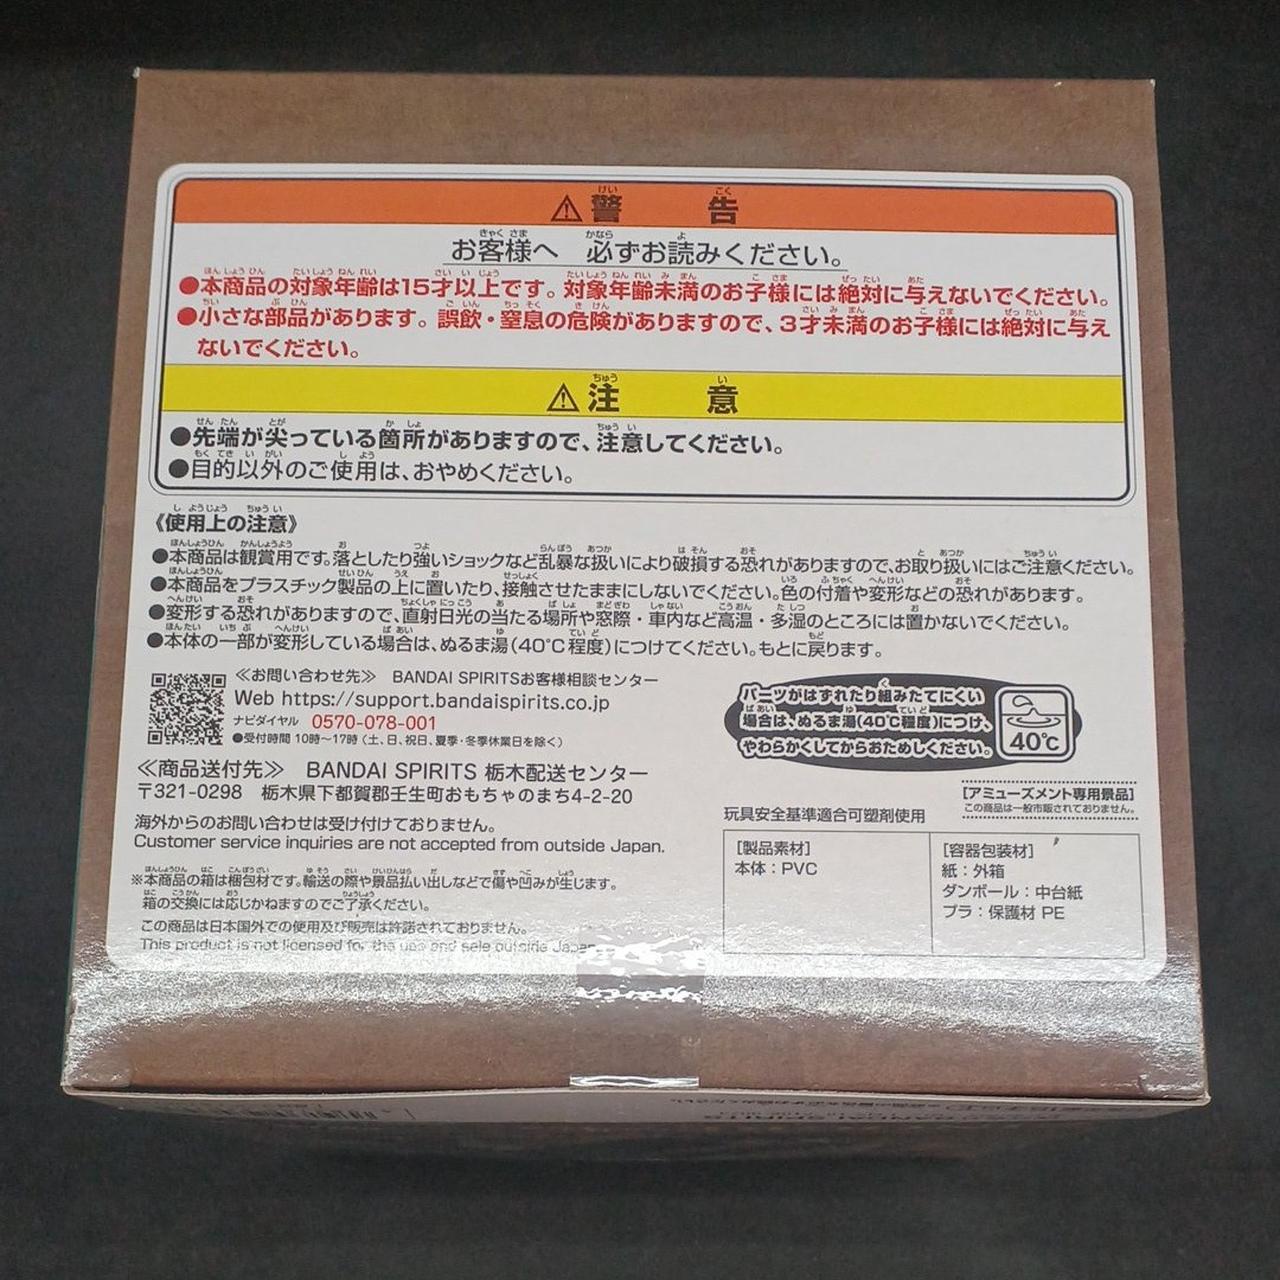 ⚠警告
お客様へ 必ずお読みください。
●本商品の対象年齢は15才以上です。対象年齢未満のお子様には絶対に与えないでください。
●小さな部品があります。誤飲・窒息の危険がありますので、3才未満のお子様には絶対に与え
ないでください。
⚠注意
●先端が尖っている箇所がありますので、注意してください。
●目的以外のご使用は、おやめください。
《使用上の注意》
●本商品は観賞用です。落としたり強いショックなど乱暴な扱いにより破損する恐れがありますので、お取り扱いにはご注意ください。
●本商品をプラスチック製品の上に置いたり、接触させたままにしないでください。色の付着や変形などの恐れがあります。
●変形する恐れがありますので、直射日光の当たる場所や窓際・車内など高温・多湿のところには置かないでください。
●本体の一部が変形している場合は、ぬるま湯(40℃程度)につけてください。もとに戻ります。
≪お問い合わせ先≫ BANDAI SPIRITSお客様相談センター
Web https://support.bandaispirits.co.jp
ナビダイヤル 0570-078-001
●受付時間 10時〜17時(土、日、祝日、夏季・冬季休業日を除く)
≪商品送付先≫ BANDAI SPIRITS 栃木配送センター
〒321-0298 栃木県下都賀郡壬生町おもちゃのまち4-2-20
海外からのお問い合わせは受け付けておりません。
Customer service inquiries are not accepted from outside Japan.
※本商品の箱は梱包材です。輸送の際や景品払い出しなどで傷や凹みが生じます。
箱の交換には応じかねますのでご了承ください。
この商品は日本国外での使用及び販売は許諾されておりません。
This product is not licensed for the use and sale outside Japan.
パーツがはずれたり組みたてにくい
場合は、ぬるま湯(40℃程度)につけ、
やわらかくしてからおためしください。
40℃
[アミューズメント専用景品]
この商品は一般市販されておりません。
玩具安全基準適合可塑剤使用
[製品素材]
本体：PVC
[容器包装材]
紙：外箱
ダンボール：中台紙
プラ：保護材 PE